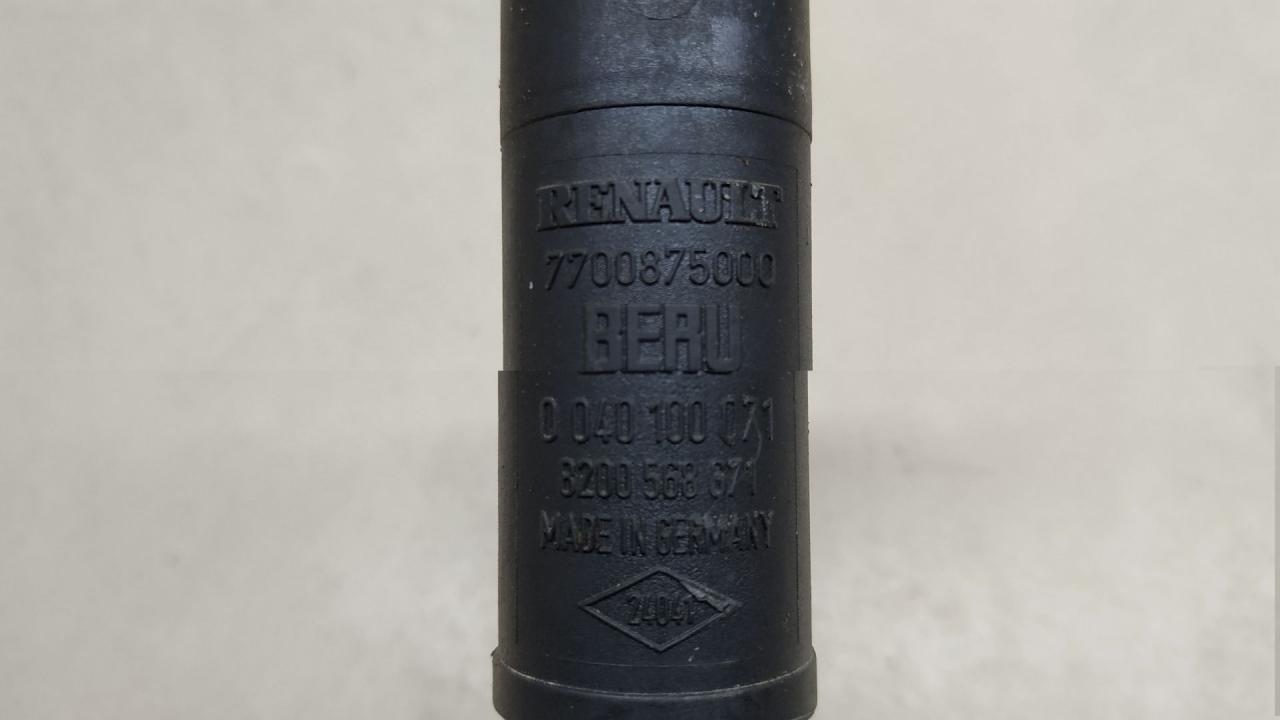 RENAULT
7700875000
BERU
0 040 100 071
8200 568 671
MADE IN GERMANY
24041